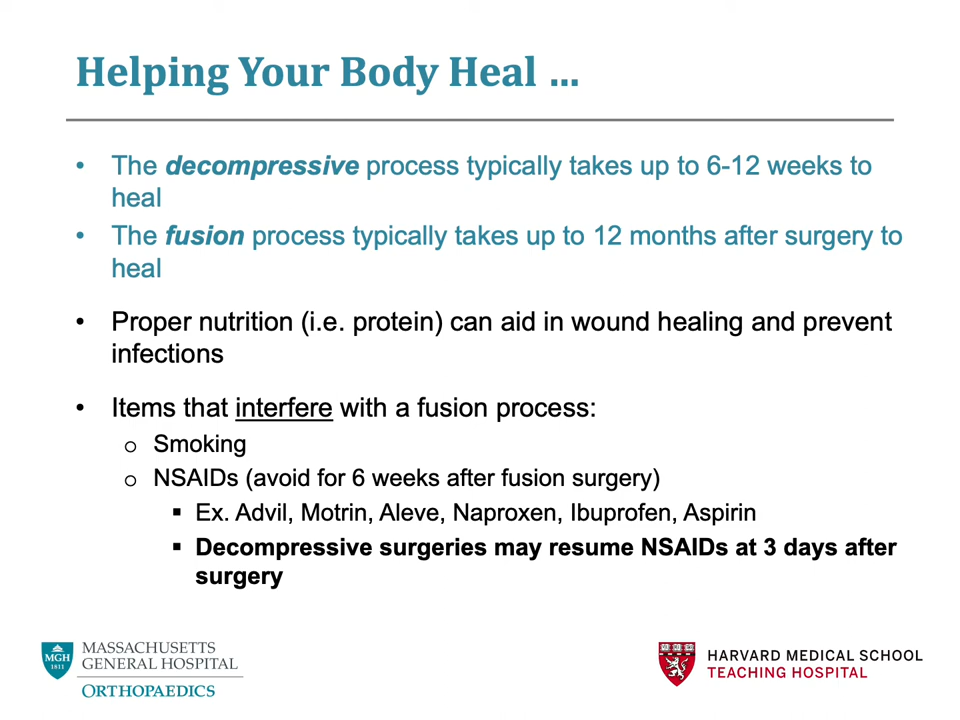 Helping Your Body Heal …
• The decompressive process typically takes up to 6-12 weeks to
heal
• The fusion process typically takes up to 12 months after surgery to
heal
• Proper nutrition (i.e. protein) can aid in wound healing and prevent
infections
• Items that interfere with a fusion process:
o Smoking
o NSAIDs (avoid for 6 weeks after fusion surgery)
▪ Ex. Advil, Motrin, Aleve, Naproxen, Ibuprofen, Aspirin
▪ Decompressive surgeries may resume NSAIDs at 3 days after
surgery
MGH
1811
MASSACHUSETTS
GENERAL HOSPITAL
ORTHOPAEDICS
HARVARD MEDICAL SCHOOL
TEACHING HOSPITAL